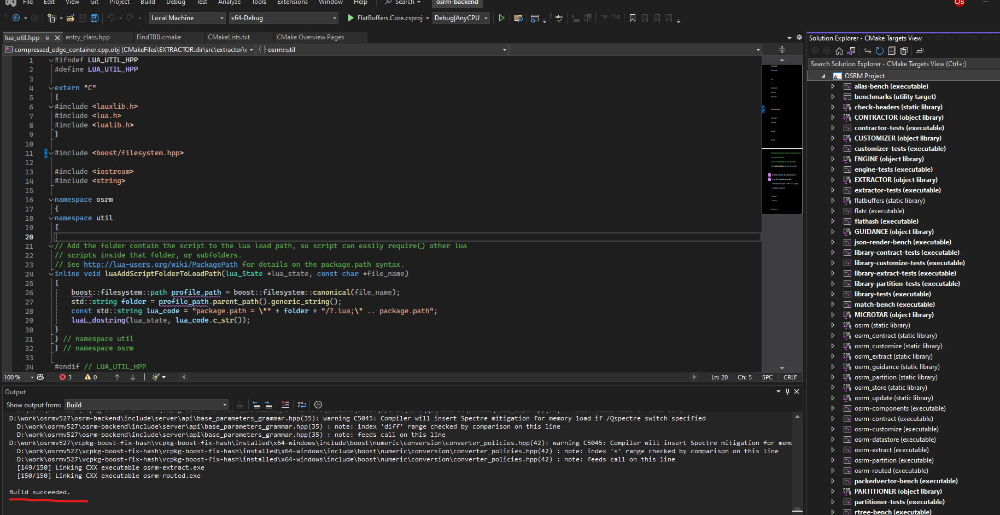 File Edit View Git Project Build Debug Test Analyze Tools Extensions Window Help Search osrm-backend QB
Local Machine x64-Debug FlatBuffers.Core.csproj Debug|AnyCPU
lua_util.hpp entry_class.hpp FindTBB.cmake CMakeLists.txt CMake Overview Pages
compressed_edge_container.cpp.obj (CMakeFiles\EXTRACTOR.dir\src\extractor\ { } osrm::util
1 #ifndef LUA_UTIL_HPP
2 #define LUA_UTIL_HPP
3
4 extern "C"
5 {
6 #include <lauxlib.h>
7 #include <lua.h>
8 #include <lualib.h>
9 }
10
11 #include <boost/filesystem.hpp>
12
13 #include <iostream>
14 #include <string>
15
16 namespace osrm
17 {
18 namespace util
19 {
20
21 // Add the folder contain the script to the lua load path, so script can easily require() other lua
22 // scripts inside that folder, or subfolders.
23 // See http://lua-users.org/wiki/PackagePath for details on the package.path syntax.
24 inline void luaAddScriptFolderToLoadPath(lua_State *lua_state, const char *file_name)
25 {
26 boost::filesystem::path profile_path = boost::filesystem::canonical(file_name);
27 std::string folder = profile_path.parent_path().generic_string();
28 const std::string lua_code = "package.path = \"" + folder + "/?.lua;\" .. package.path";
29 luaL_dostring(lua_state, lua_code.c_str());
30 }
31 } // namespace util
32 } // namespace osrm
33
34 #endif // LUA_UTIL_HPP
100 % 3 0 Ln: 20 Ch: 5 SPC CRLF
Output
Show output from: Build
D:\work\osrmv527\osrm-backend\include\server\api\base_parameters_grammar.hpp(35): warning C5045: Compiler will insert Spectre mitigation for memory load if /Qspectre switch specified
D:\work\osrmv527\osrm-backend\include\server\api\base_parameters_grammar.hpp(35) : note: index 'diff' range checked by comparison on this line
D:\work\osrmv527\osrm-backend\include\server\api\base_parameters_grammar.hpp(35) : note: feeds call on this line
D:\work\osrmv527\vcpkg-boost-fix-hash\vcpkg-boost-fix-hash\installed\x64-windows\include\boost\numeric\conversion\converter_policies.hpp(42): warning C5045: Compiler will insert Spectre mitigation for memo
D:\work\osrmv527\vcpkg-boost-fix-hash\vcpkg-boost-fix-hash\installed\x64-windows\include\boost\numeric\conversion\converter_policies.hpp(42) : note: index 's' range checked by comparison on this line
D:\work\osrmv527\vcpkg-boost-fix-hash\vcpkg-boost-fix-hash\installed\x64-windows\include\boost\numeric\conversion\converter_policies.hpp(42) : note: feeds call on this line
[149/150] Linking CXX executable osrm-extract.exe
[150/150] Linking CXX executable osrm-routed.exe
Build succeeded.
Solution Explorer - CMake Targets View
Search Solution Explorer - CMake Targets View (Ctrl+;)
OSRM Project
alias-bench (executable)
benchmarks (utility target)
check-headers (static library)
CONTRACTOR (object library)
contractor-tests (executable)
CUSTOMIZER (object library)
customizer-tests (executable)
ENGINE (object library)
engine-tests (executable)
EXTRACTOR (object library)
extractor-tests (executable)
flatbuffers (static library)
flatc (executable)
flathash (executable)
GUIDANCE (object library)
json-render-bench (executable)
library-contract-tests (executable)
library-customize-tests (executable)
library-extract-tests (executable)
library-partition-tests (executable)
library-tests (executable)
match-bench (executable)
MICROTAR (object library)
osrm (static library)
osrm_contract (static library)
osrm_customize (static library)
osrm_extract (static library)
osrm_guidance (static library)
osrm_partition (static library)
osrm_store (static library)
osrm_update (static library)
osrm-components (executable)
osrm-contract (executable)
osrm-customize (executable)
osrm-datastore (executable)
osrm-extract (executable)
osrm-partition (executable)
osrm-routed (executable)
packedvector-bench (executable)
PARTITIONER (object library)
partitioner-tests (executable)
rtree-bench (executable)